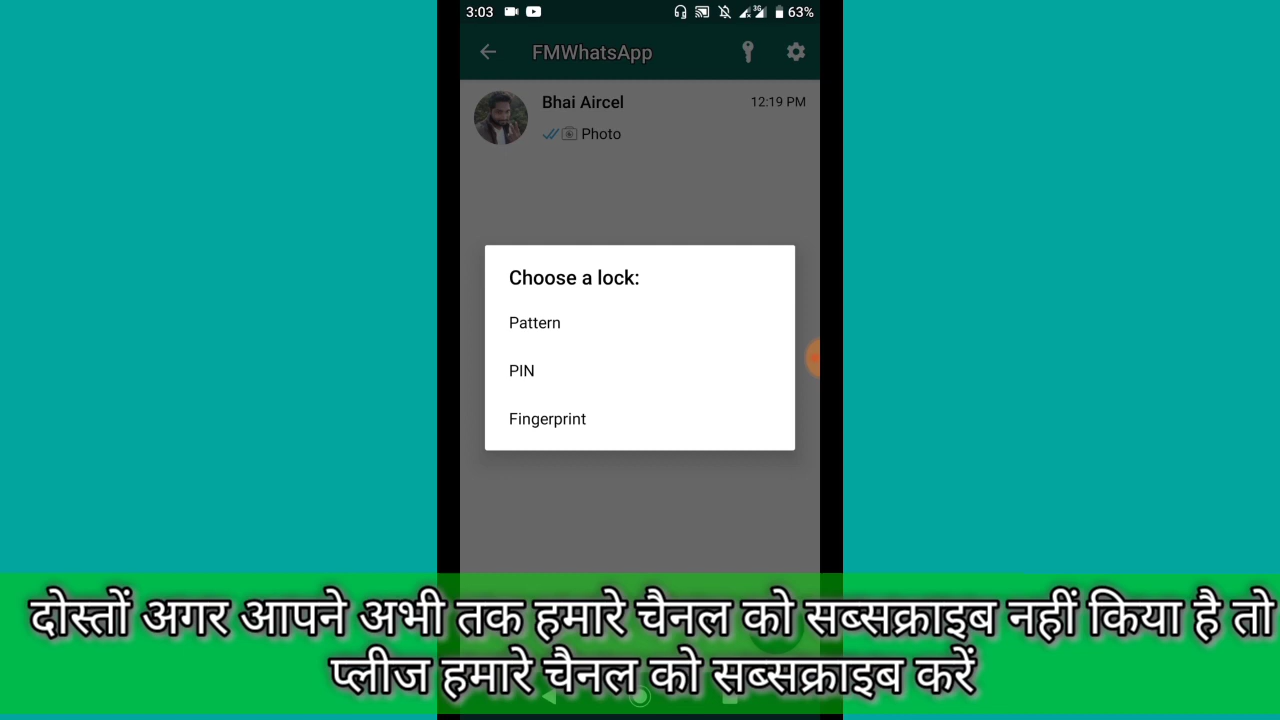 3:03 3G 63%
FMWhatsApp
Bhai Aircel 12:19 PM
Photo
Choose a lock:
Pattern
PIN
Fingerprint
दोस्तों अगर आपने अभी तक हमारे चैनल को सब्सक्राइब नहीं किया है तो
प्लीज हमारे चैनल को सब्सक्राइब करें